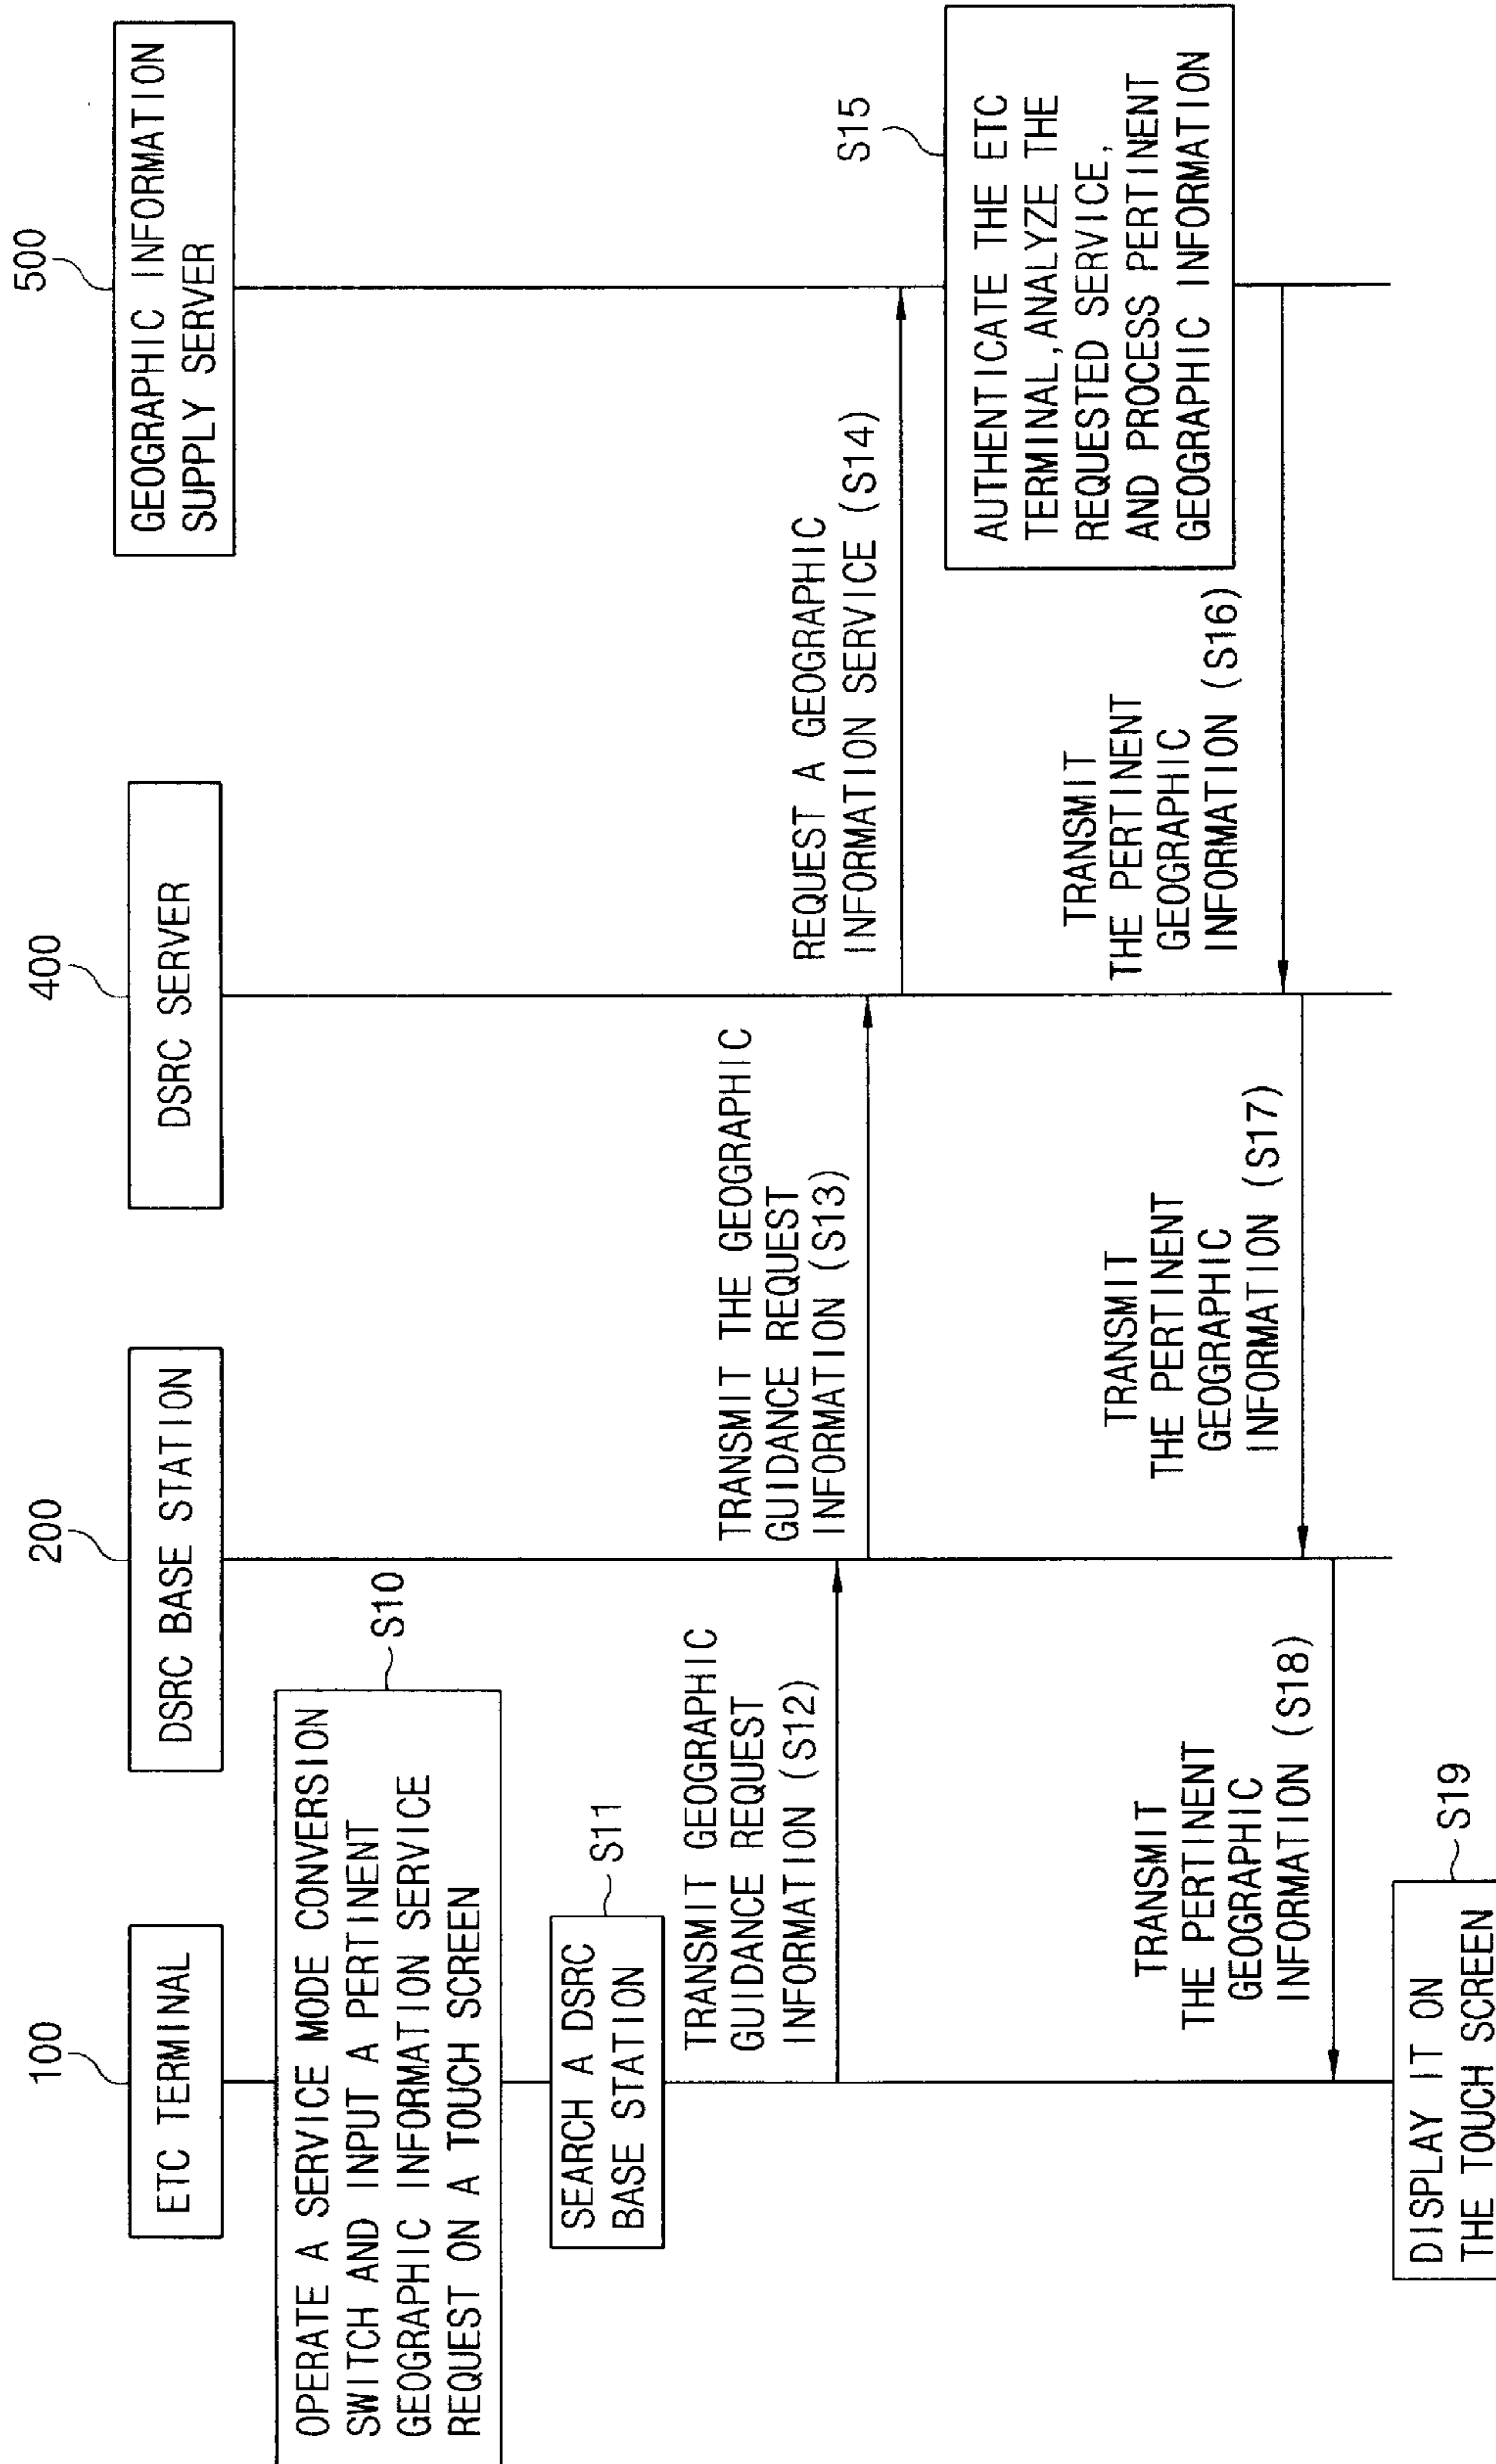 100
ETC TERMINAL
200
DSRC BASE STATION
400
DSRC SERVER
500
GEOGRAPHIC INFORMATION
SUPPLY SERVER
OPERATE A SERVICE MODE CONVERSION
SWITCH AND INPUT A PERTINENT
GEOGRAPHIC INFORMATION SERVICE
REQUEST ON A TOUCH SCREEN
S10
SEARCH A DSRC
BASE STATION
S11
TRANSMIT GEOGRAPHIC
GUIDANCE REQUEST
INFORMATION (S12)
TRANSMIT THE GEOGRAPHIC
GUIDANCE REQUEST
INFORMATION (S13)
REQUEST A GEOGRAPHIC
INFORMATION SERVICE (S14)
S15
AUTHENTICATE THE ETC
TERMINAL,ANALYZE THE
REQUESTED SERVICE,
AND PROCESS PERTINENT
GEOGRAPHIC INFORMATION
TRANSMIT
THE PERTINENT
GEOGRAPHIC
INFORMATION (S16)
TRANSMIT
THE PERTINENT
GEOGRAPHIC
INFORMATION (S17)
TRANSMIT
THE PERTINENT
GEOGRAPHIC
INFORMATION (S18)
DISPLAY IT ON
THE TOUCH SCREEN
S19